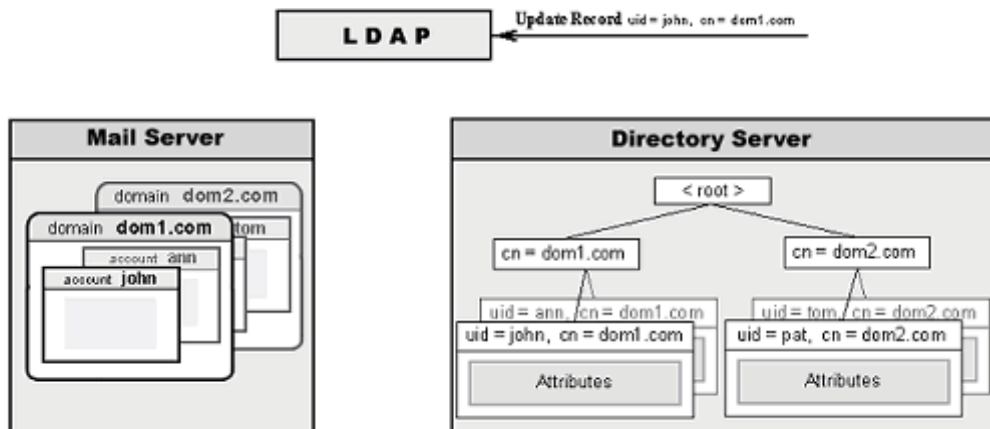 LDAP
Update Record uid = john, cn = dom1.com
Mail Server
domain dom2.com
domain dom1.com
tom
account ann
account john
Directory Server
< root >
cn = dom1.com
cn = dom2.com
uid = ann, cn = dom1.com
uid = tom, cn = dom2.com
uid = john, cn = dom1.com
uid = pat, cn = dom2.com
Attributes
Attributes